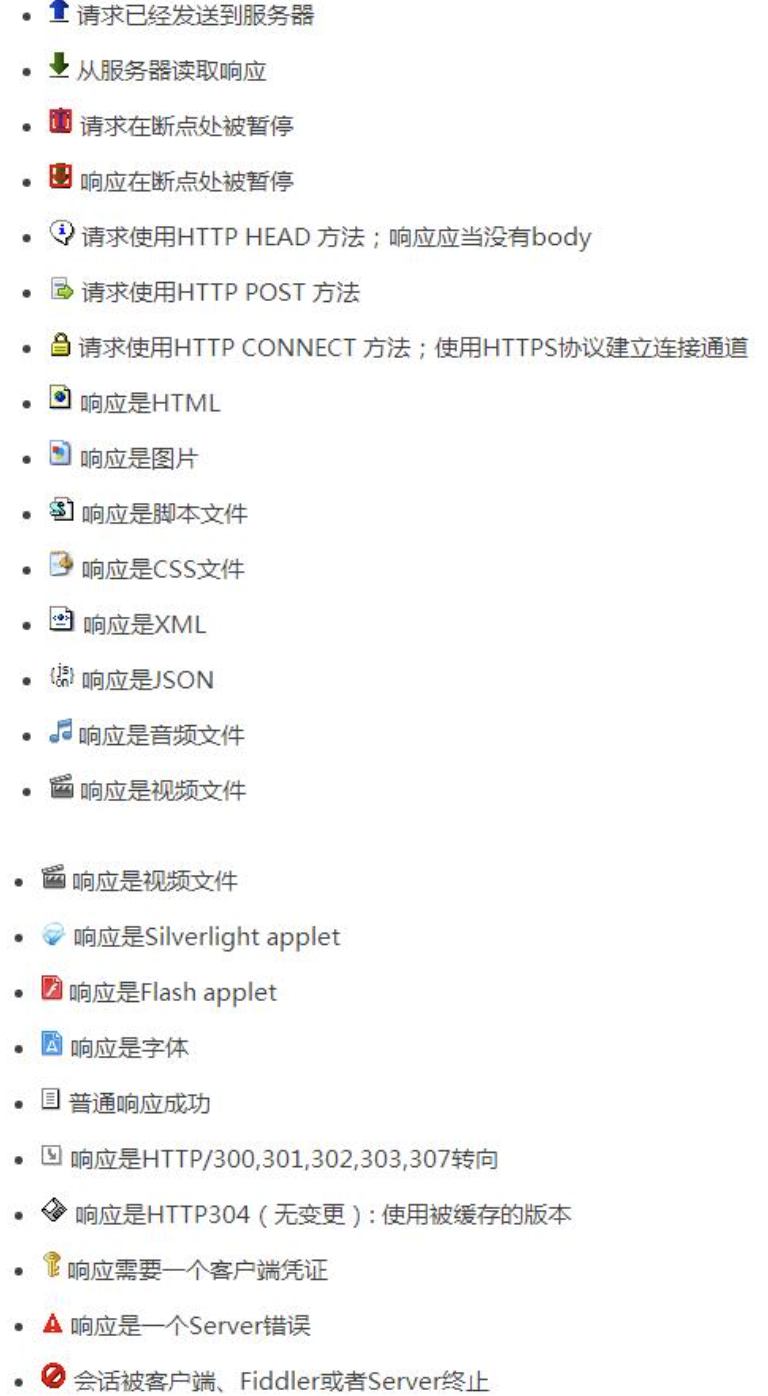 请求已经发送到服务器
从服务器读取响应
请求在断点处被暂停
响应在断点处被暂停
请求使用HTTP HEAD 方法；响应应当没有body
请求使用HTTP POST 方法
请求使用HTTP CONNECT 方法；使用HTTPS协议建立连接通道
响应是HTML
响应是图片
响应是脚本文件
响应是CSS文件
响应是XML
响应是JSON
响应是音频文件
响应是视频文件
响应是视频文件
响应是Silverlight applet
响应是Flash applet
响应是字体
普通响应成功
响应是HTTP/300,301,302,303,307转向
响应是HTTP304（无变更）: 使用被缓存的版本
响应需要一个客户端凭证
响应是一个Server错误
会话被客户端、Fiddler或者Server终止